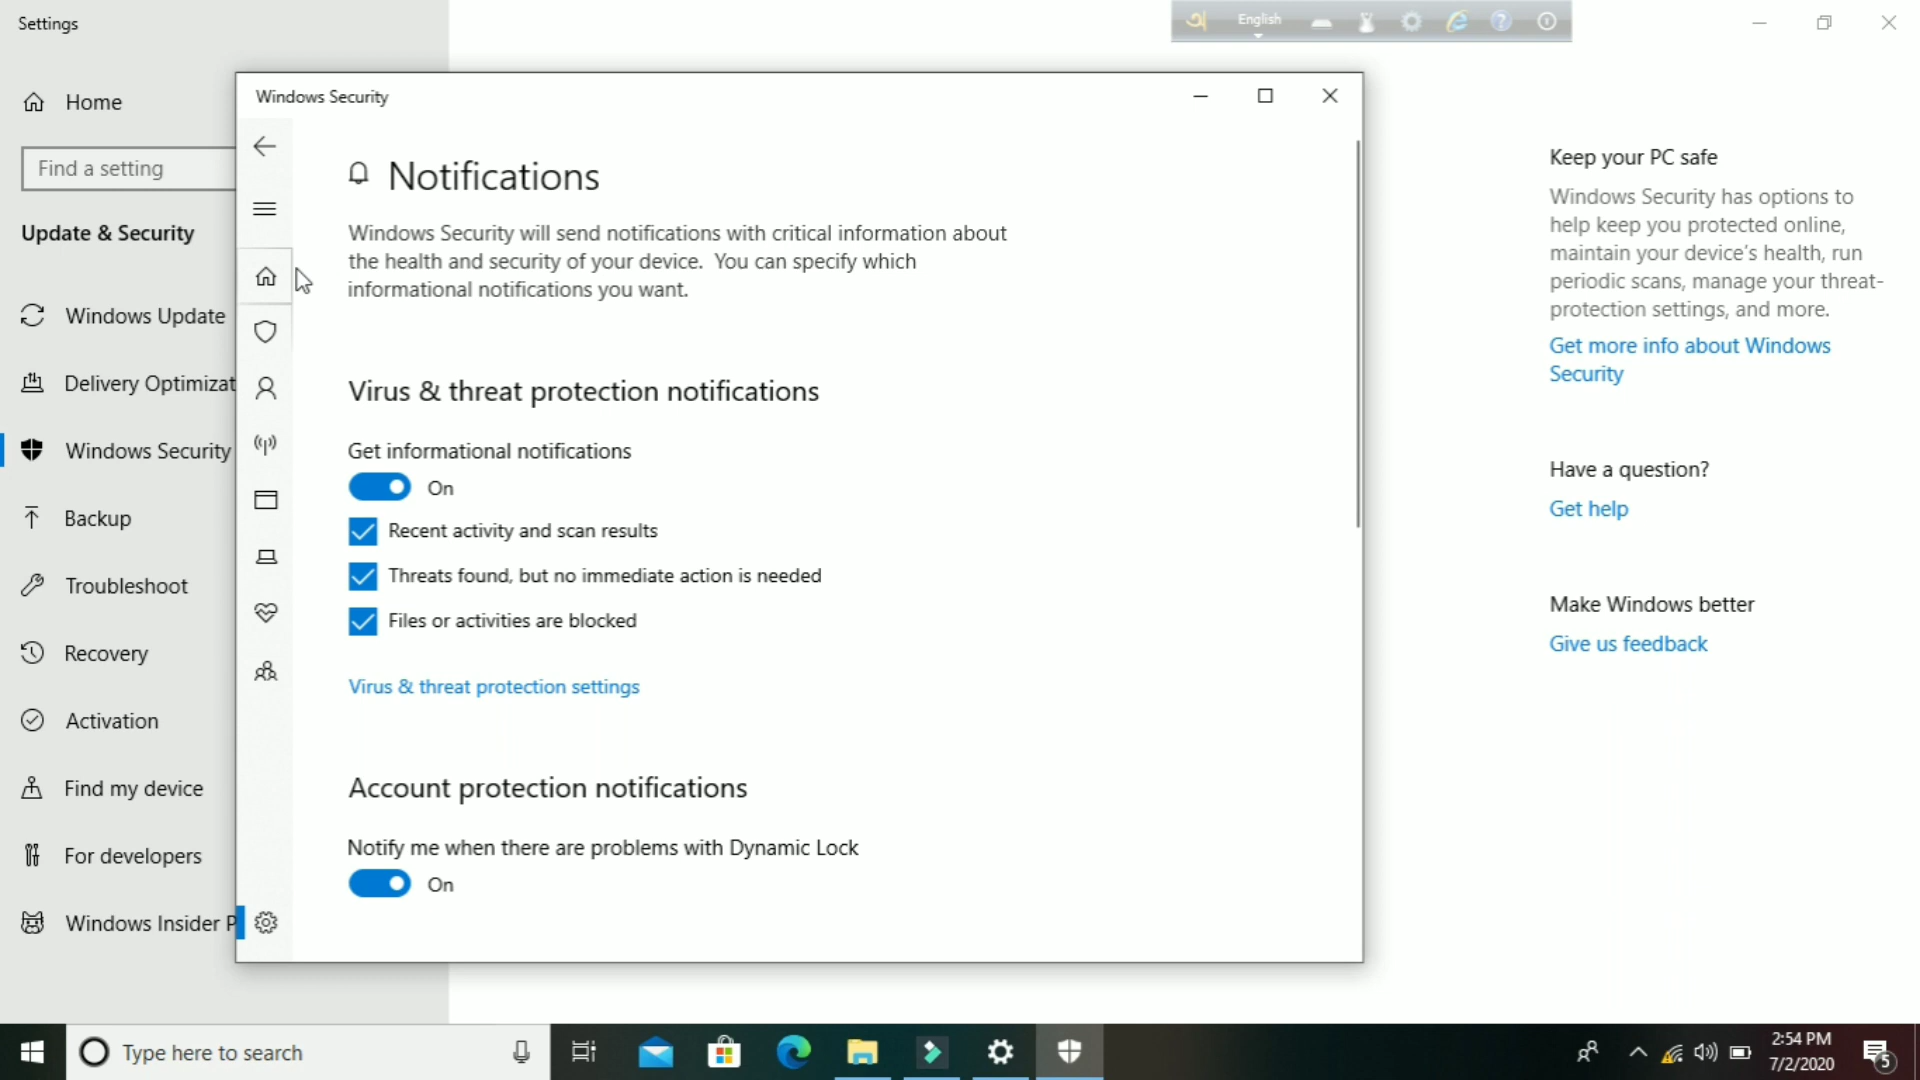 Settings
অ English
Home
Find a setting
Update & Security
Windows Update
Delivery Optimizat
Windows Security
Backup
Troubleshoot
Recovery
Activation
Find my device
For developers
Windows Insider P
Windows Security
Notifications
Windows Security will send notifications with critical information about
the health and security of your device. You can specify which
informational notifications you want.
Virus & threat protection notifications
Get informational notifications
On
Recent activity and scan results
Threats found, but no immediate action is needed
Files or activities are blocked
Virus & threat protection settings
Account protection notifications
Notify me when there are problems with Dynamic Lock
On
Keep your PC safe
Windows Security has options to
help keep you protected online,
maintain your device's health, run
periodic scans, manage your threat-
protection settings, and more.
Get more info about Windows
Security
Have a question?
Get help
Make Windows better
Give us feedback
Type here to search
2:54 PM
7/2/2020
5